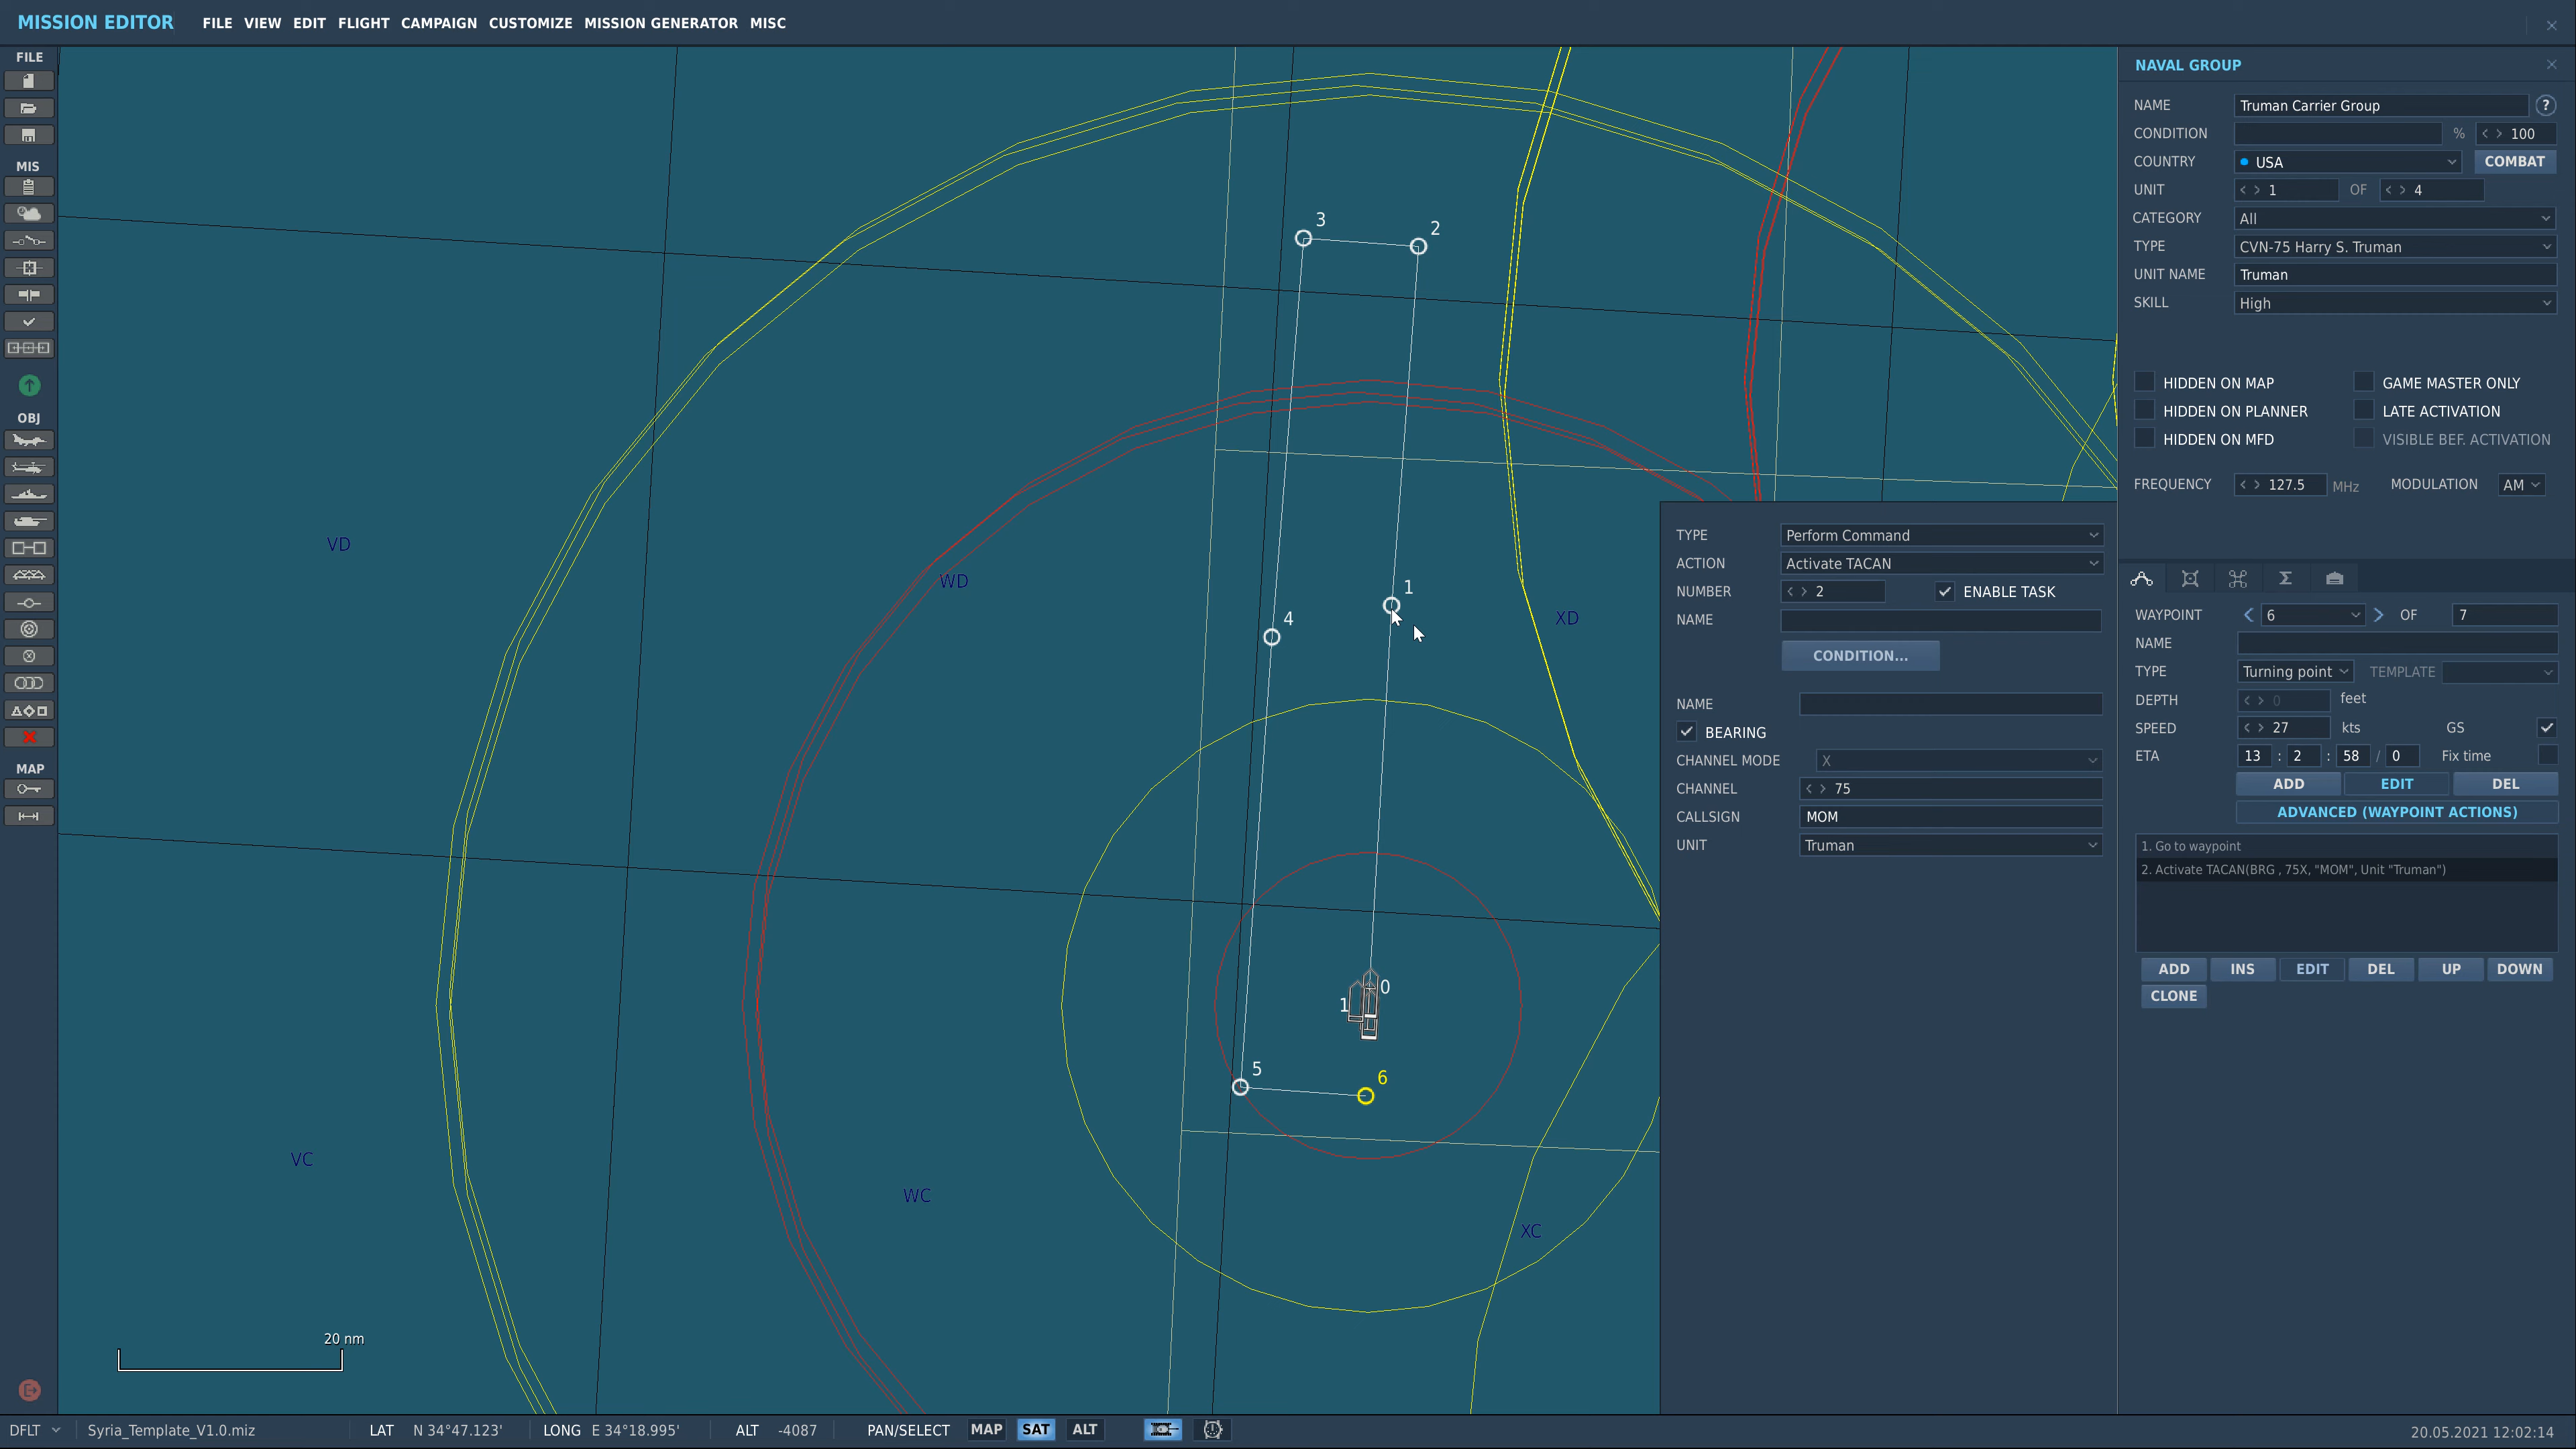 MISSION EDITOR
FILE VIEW EDIT FLIGHT CAMPAIGN CUSTOMIZE MISSION GENERATOR MISC
FILE
MIS
OBJ
MAP
3
2
1
4
0
1
5
6
VD
WD
XD
VC
WC
XC
20 nm
TYPE Perform Command
ACTION Activate TACAN
NUMBER < > 2 ENABLE TASK
NAME
CONDITION...
NAME
BEARING
CHANNEL MODE X
CHANNEL < > 75
CALLSIGN MOM
UNIT Truman
NAVAL GROUP
NAME Truman Carrier Group ?
CONDITION % < > 100
COUNTRY USA COMBAT
UNIT < > 1 OF < > 4
CATEGORY All
TYPE CVN-75 Harry S. Truman
UNIT NAME Truman
SKILL High
HIDDEN ON MAP GAME MASTER ONLY
HIDDEN ON PLANNER LATE ACTIVATION
HIDDEN ON MFD VISIBLE BEF. ACTIVATION
FREQUENCY < > 127.5 MHz MODULATION AM
WAYPOINT < 6 > OF 7
NAME
TYPE Turning point TEMPLATE
DEPTH < > 0 feet
SPEED < > 27 kts GS
ETA 13 : 2 : 58 / 0 Fix time
ADD EDIT DEL
ADVANCED (WAYPOINT ACTIONS)
1. Go to waypoint
2. Activate TACAN(BRG , 75X, "MOM", Unit "Truman")
ADD INS EDIT DEL UP DOWN
CLONE
DFLT Syria_Template_V1.0.miz LAT N 34°47.123' LONG E 34°18.995' ALT -4087 PAN/SELECT MAP SAT ALT 20.05.2021 12:02:14